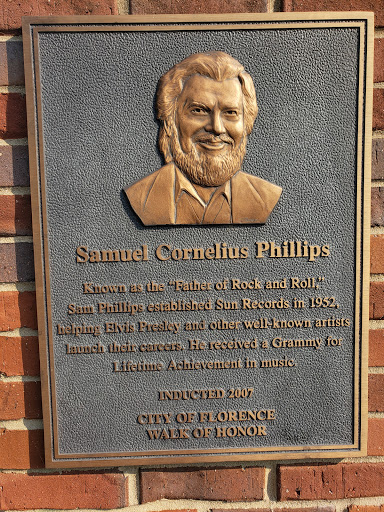 Samuel Cornelius Phillips
Known as the "Father of Rock and Roll,"
Sam Phillips established Sun Records in 1952,
helping Elvis Presley and other well-known artists
launch their careers. He received a Grammy for
Lifetime Achievement in music.
INDUCTED 2007
CITY OF FLORENCE
WALK OF HONOR